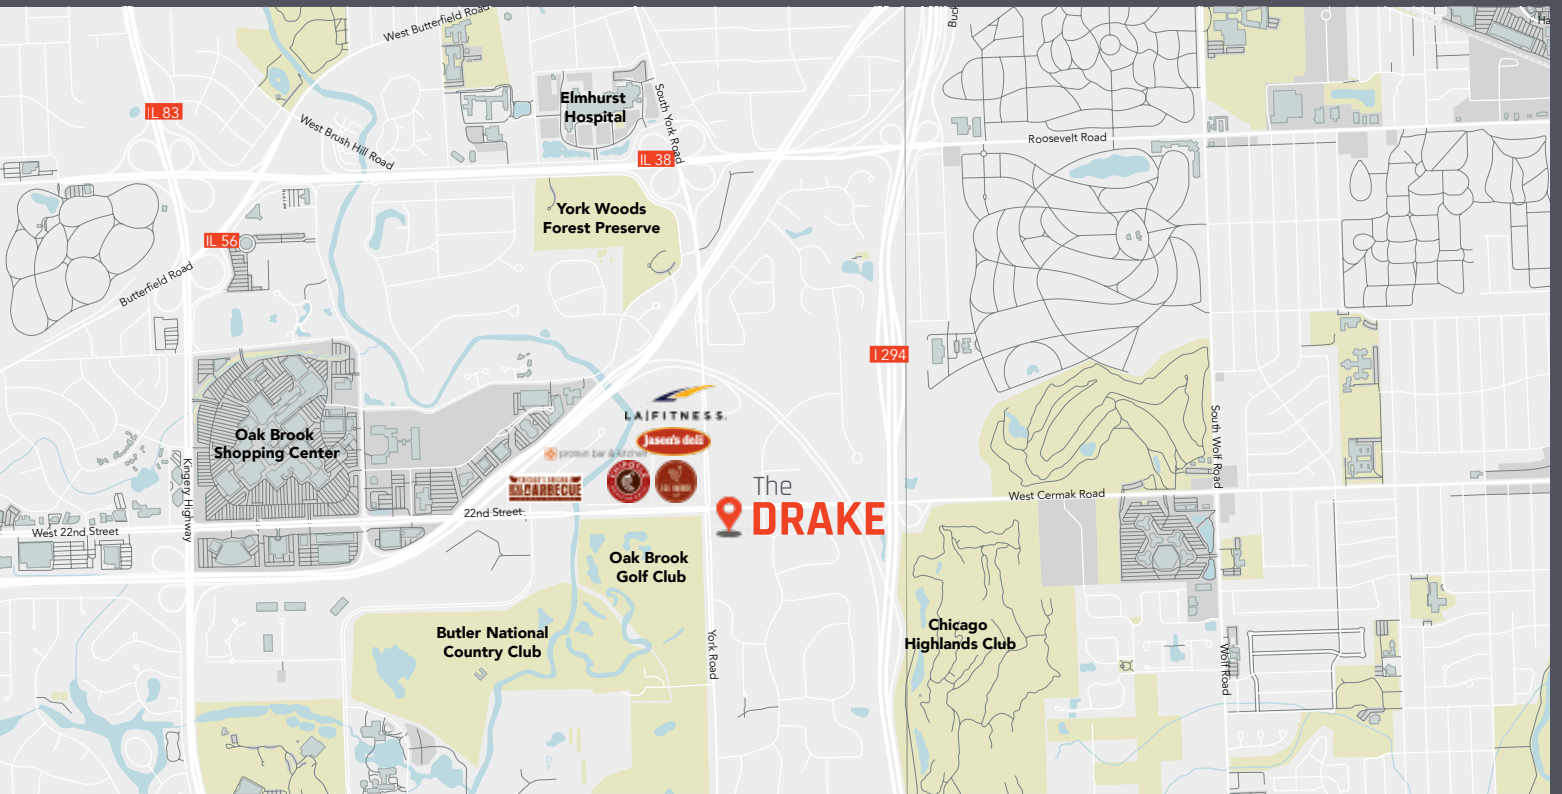 West Butterfield Road
Buck
Ha
Elmhurst
Hospital
South York Road
IL 83
West Brush Hill Road
Roosevelt Road
IL 38
York Woods
Forest Preserve
IL 56
Butterfield Road
I 294
LA|FITNESS.
Jason's deli
protein bar & kitchen
Oak Brook
Shopping Center
South Wolf Road
Kingery Highway
CHIPOTLE
BARBECUE
The
DRAKE
West Cermak Road
22nd Street
West 22nd Street
Oak Brook
Golf Club
Butler National
Country Club
York Road
Chicago
Highlands Club
Wolf Road